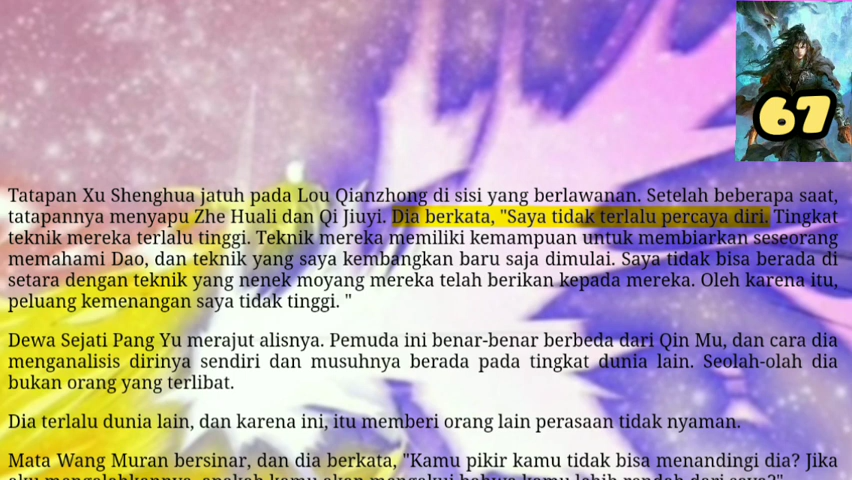 67
Tatapan Xu Shenghua jatuh pada Lou Qianzhong di sisi yang berlawanan. Setelah beberapa saat,
tatapannya menyapu Zhe Huali dan Qi Jiuyi. Dia berkata, "Saya tidak terlalu percaya diri. Tingkat
teknik mereka terlalu tinggi. Teknik mereka memiliki kemampuan untuk membiarkan seseorang
memahami Dao, dan teknik yang saya kembangkan baru saja dimulai. Saya tidak bisa berada di
setara dengan teknik yang nenek moyang mereka telah berikan kepada mereka. Oleh karena itu,
peluang kemenangan saya tidak tinggi. "
Dewa Sejati Pang Yu merajut alisnya. Pemuda ini benar-benar berbeda dari Qin Mu, dan cara dia
menganalisis dirinya sendiri dan musuhnya berada pada tingkat dunia lain. Seolah-olah dia
bukan orang yang terlibat.
Dia terlalu dunia lain, dan karena ini, itu memberi orang lain perasaan tidak nyaman.
Mata Wang Muran bersinar, dan dia berkata, "Kamu pikir kamu tidak bisa menandingi dia? Jika